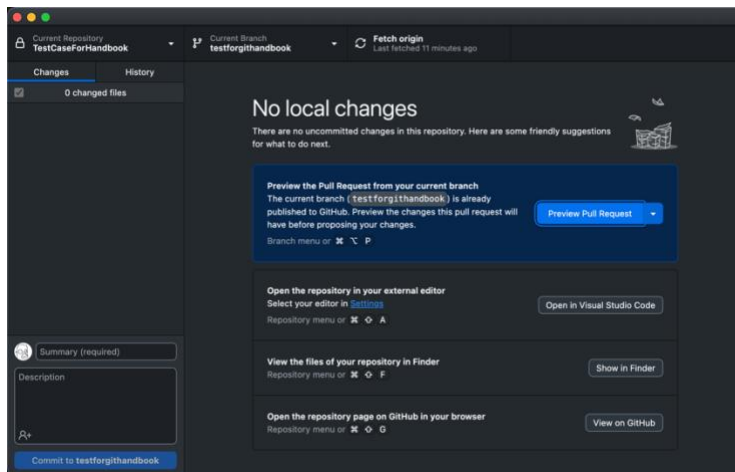 Current Repository
TestCaseForHandbook
Current Branch
testforgithandbook
Fetch origin
Last fetched 11 minutes ago
Changes
History
0 changed files
No local changes
There are no uncommitted changes in this repository. Here are some friendly suggestions
for what to do next.
Preview the Pull Request from your current branch
The current branch ( testforgithandbook ) is already
published to GitHub. Preview the changes this pull request will
have before proposing your changes.
Branch menu or ⌘ ⌥ P
Preview Pull Request
Open the repository in your external editor
Select your editor in Settings
Repository menu or ⌘ ⇧ A
Open in Visual Studio Code
View the files of your repository in Finder
Repository menu or ⌘ ⇧ F
Show in Finder
Open the repository page on GitHub in your browser
Repository menu or ⌘ ⇧ G
View on GitHub
Summary (required)
Description
Commit to testforgithandbook